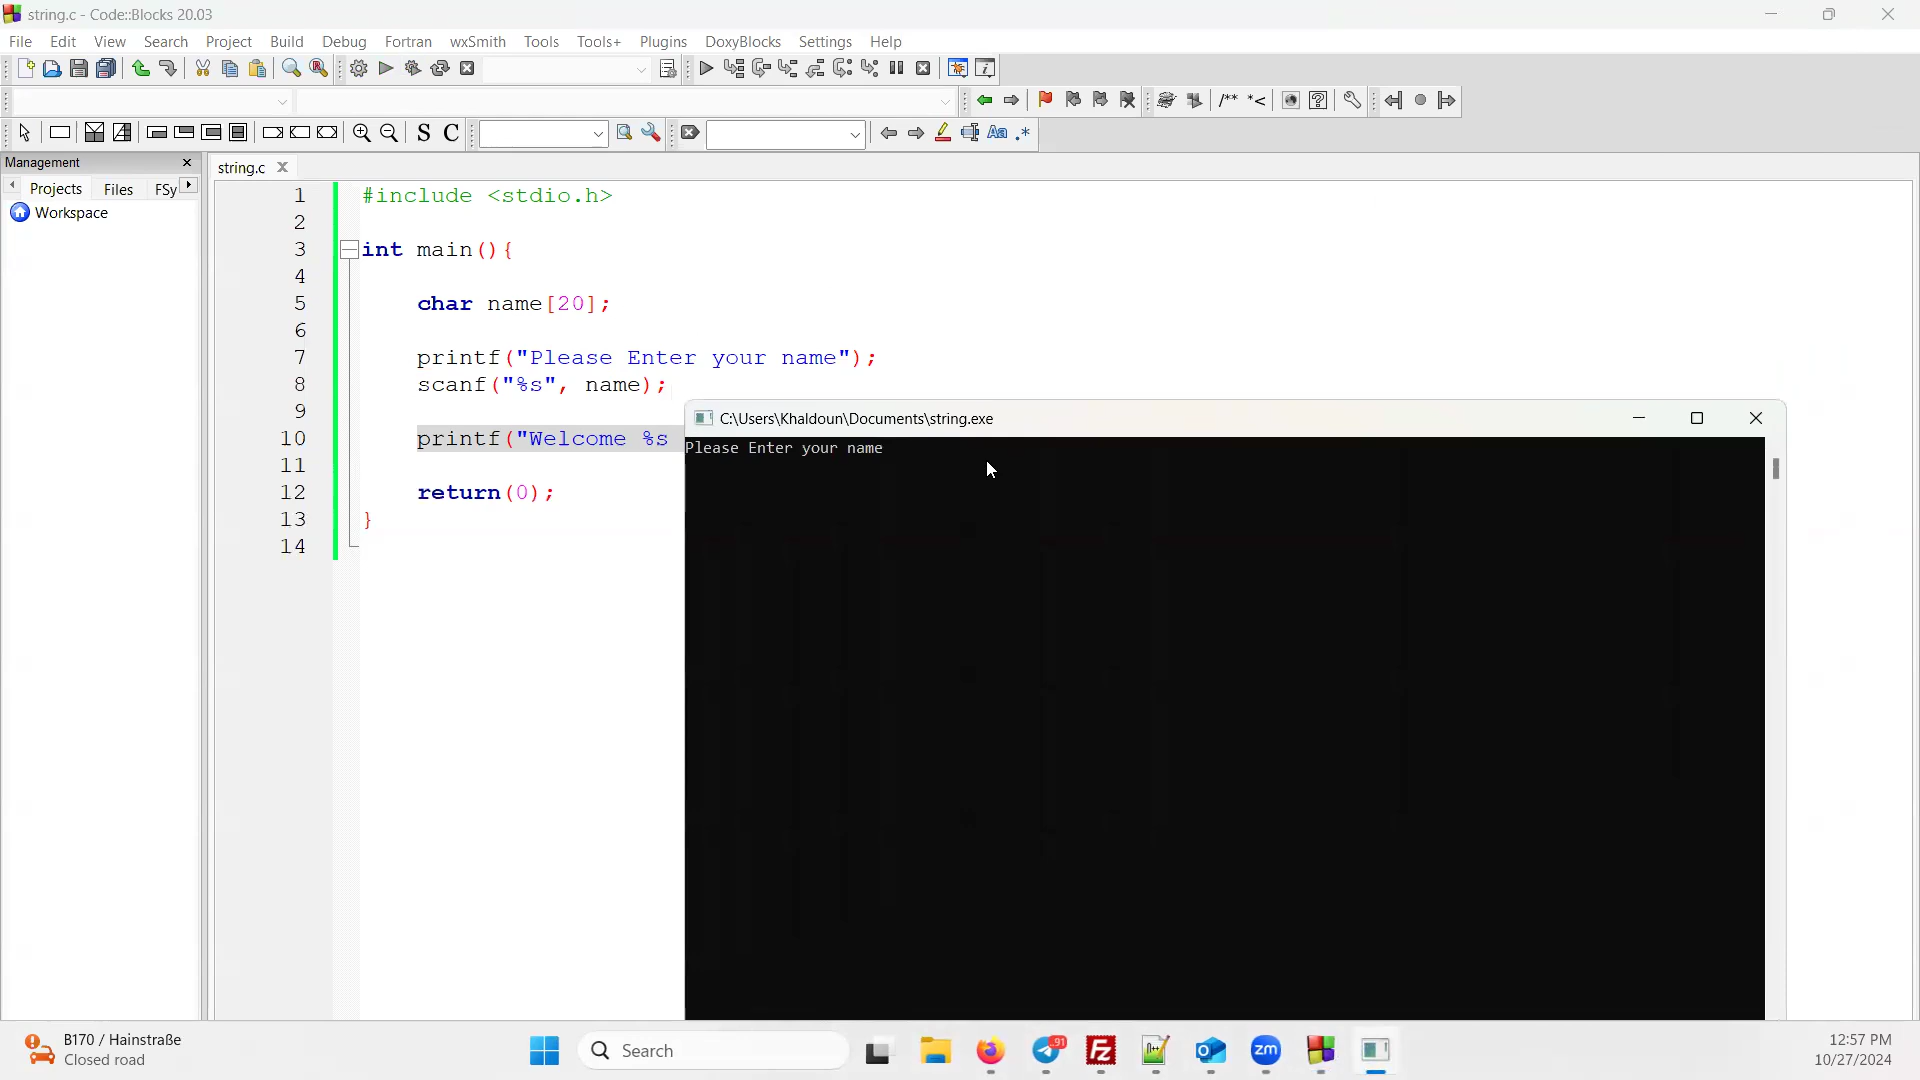 string.c - Code::Blocks 20.03
File Edit View Search Project Build Debug Fortran wxSmith Tools Tools+ Plugins DoxyBlocks Settings Help
/** *<
S C
Aa .*
Management
Projects Files FSy
Workspace
string.c
1 #include <stdio.h>
2
3 int main(){
4
5 char name[20];
6
7 printf("Please Enter your name");
8 scanf("%s", name);
9
10 printf("Welcome %s
11
12 return(0);
13 }
14
C:\Users\Khaldoun\Documents\string.exe
Please Enter your name
B170 / Hainstraße
Closed road
Search
91
zm
12:57 PM
10/27/2024